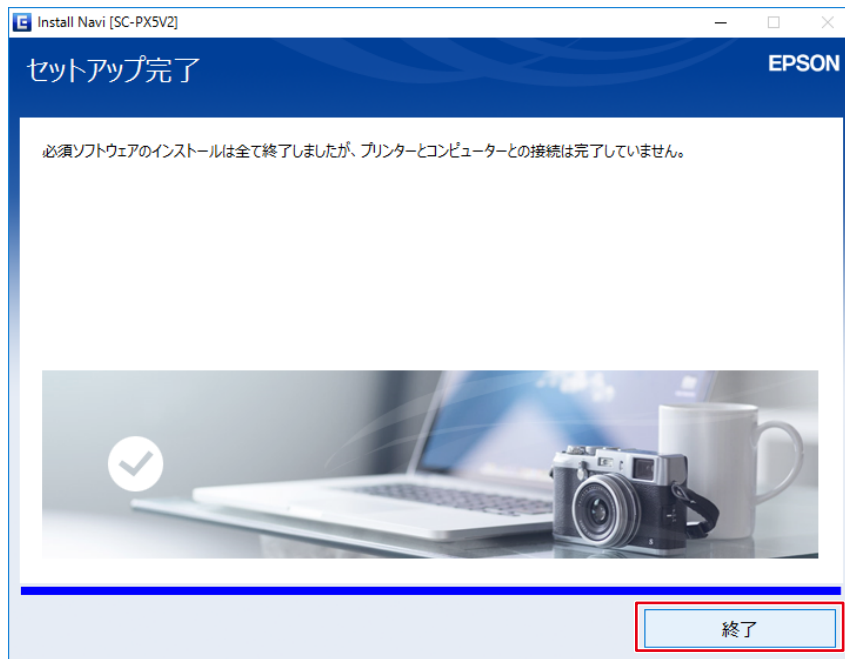 Install Navi [SC-PX5V2]
セットアップ完了
EPSON
必須ソフトウェアのインストールは全て終了しましたが、プリンターとコンピューターとの接続は完了していません。
終了